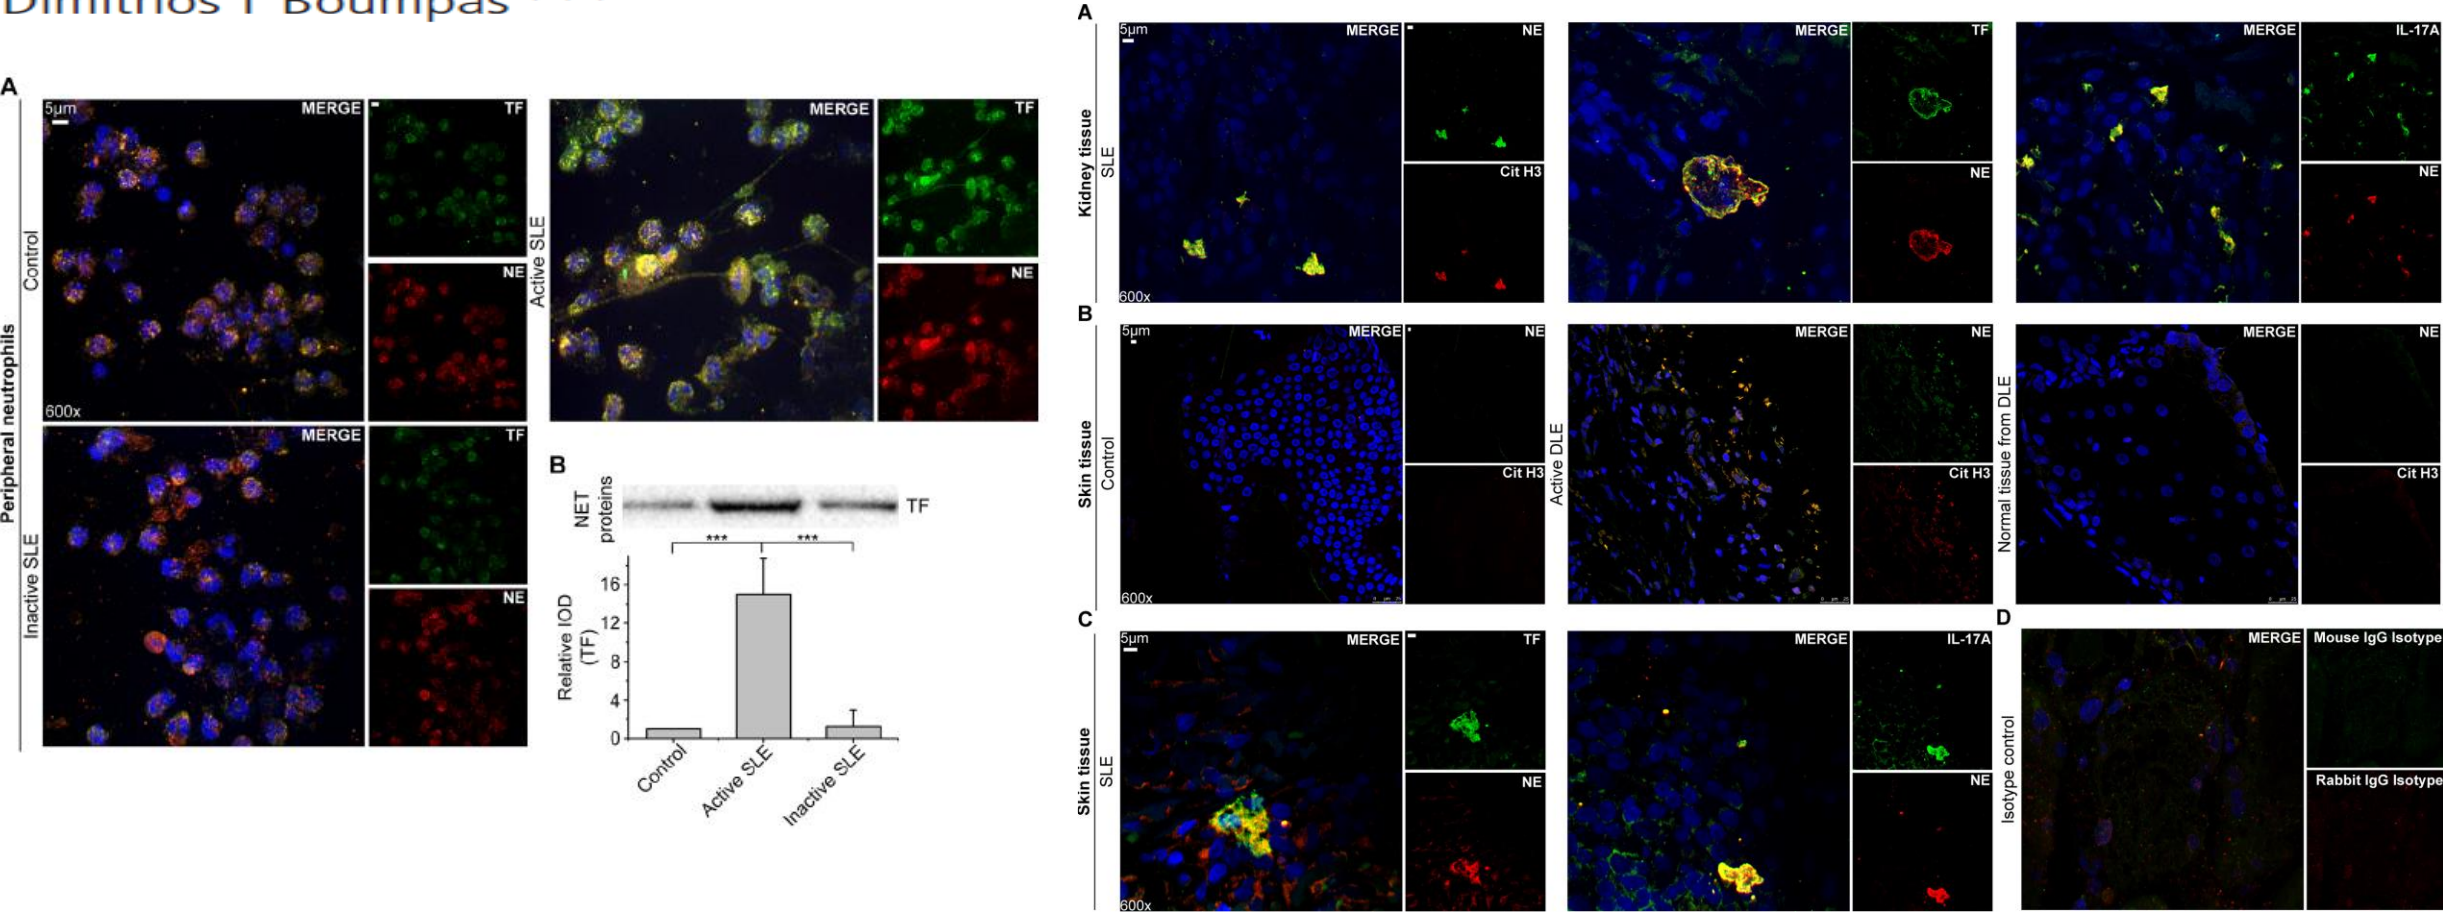 Dimitrios T Boumpas
A
Peripheral neutrophils
Control
5µm
MERGE
600x
TF
NE
Active SLE
MERGE
TF
NE
Inactive SLE
MERGE
TF
NE
B
NET
proteins
TF
*** ***
Relative IOD
(TF)
16
12
8
4
0
Control
Active SLE
Inactive SLE
A
Kidney tissue
SLE
5µm
MERGE
600x
NE
Cit H3
MERGE
TF
NE
MERGE
IL-17A
NE
B
Skin tissue
Control
5µm
MERGE
600x
NE
Cit H3
Active DLE
MERGE
NE
Cit H3
Normal tissue from DLE
MERGE
NE
Cit H3
C
Skin tissue
SLE
5µm
MERGE
600x
TF
NE
MERGE
IL-17A
NE
D
Isotype control
MERGE
Mouse IgG Isotype
Rabbit IgG Isotype